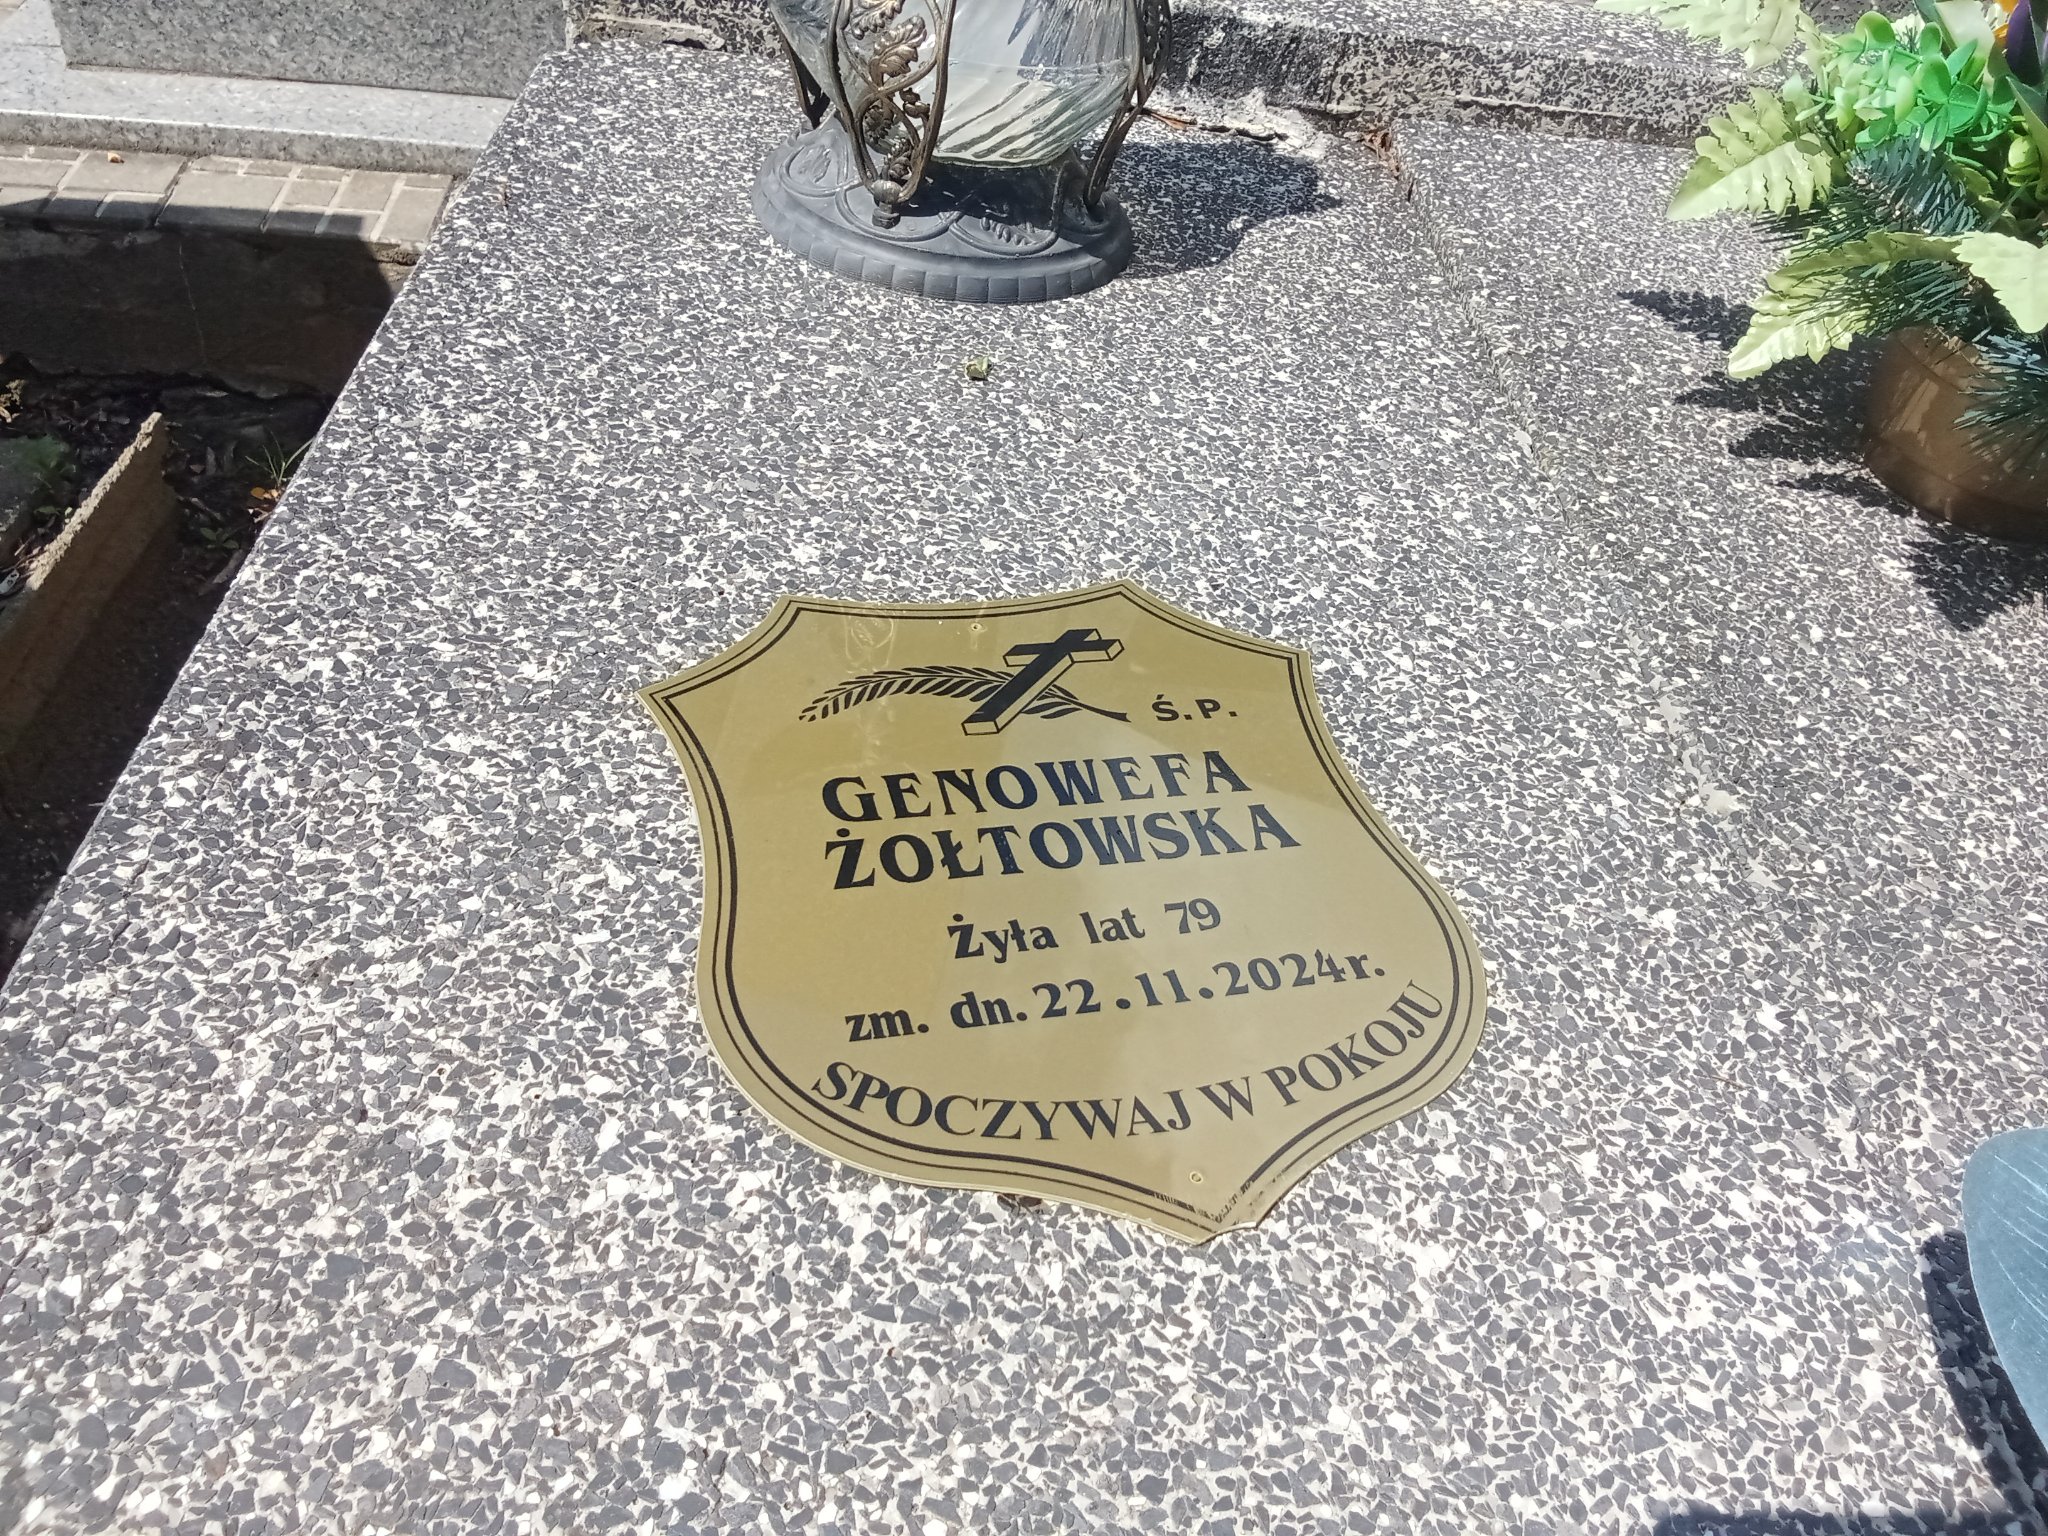 Ś.P.
GENOWEFA
ŻOŁTOWSKA
Żyła lat 79
zm. dn. 22.11.2024r.
SPOCZYWAJ W POKOJU